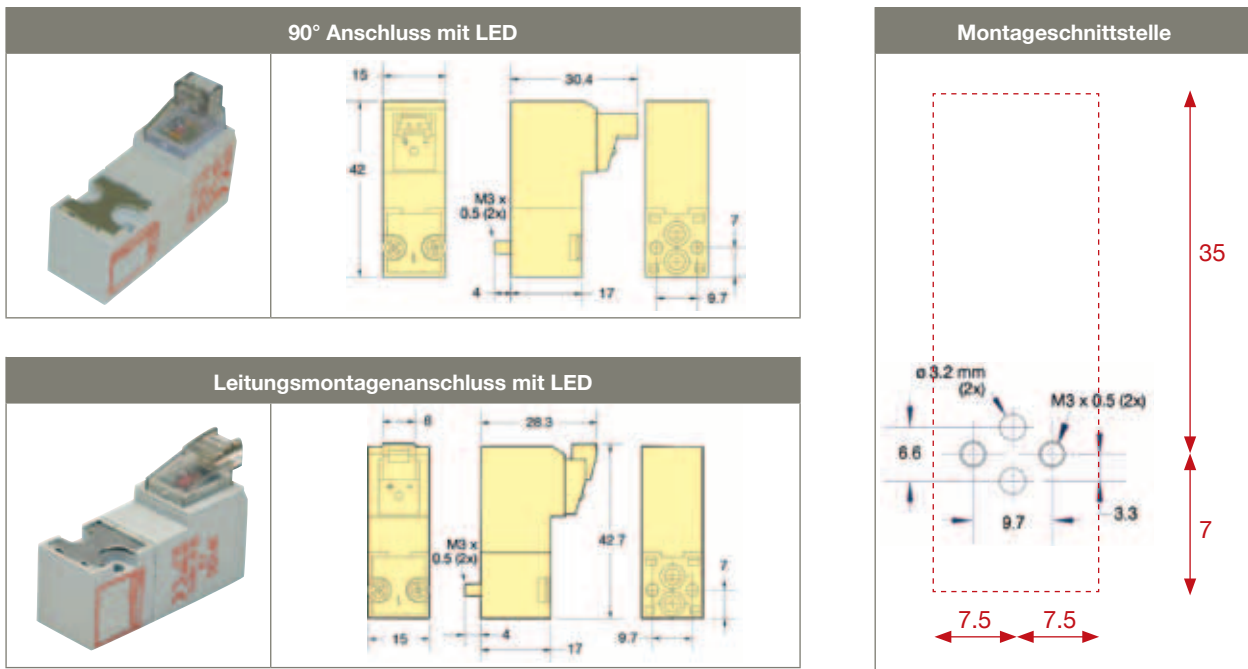 90° Anschluss mit LED
15
30.4
42
M3 x
0.5 (2x)
7
4
17
9.7
Leitungsmontagenanschluss mit LED
8
28.3
M3 x
0.5 (2x)
42.7
7
15
4
17
9.7
Montageschnittstelle
35
ø 3.2 mm
(2x)
M3 x 0.5 (2x)
6.6
9.7
3.3
7
7.5
7.5